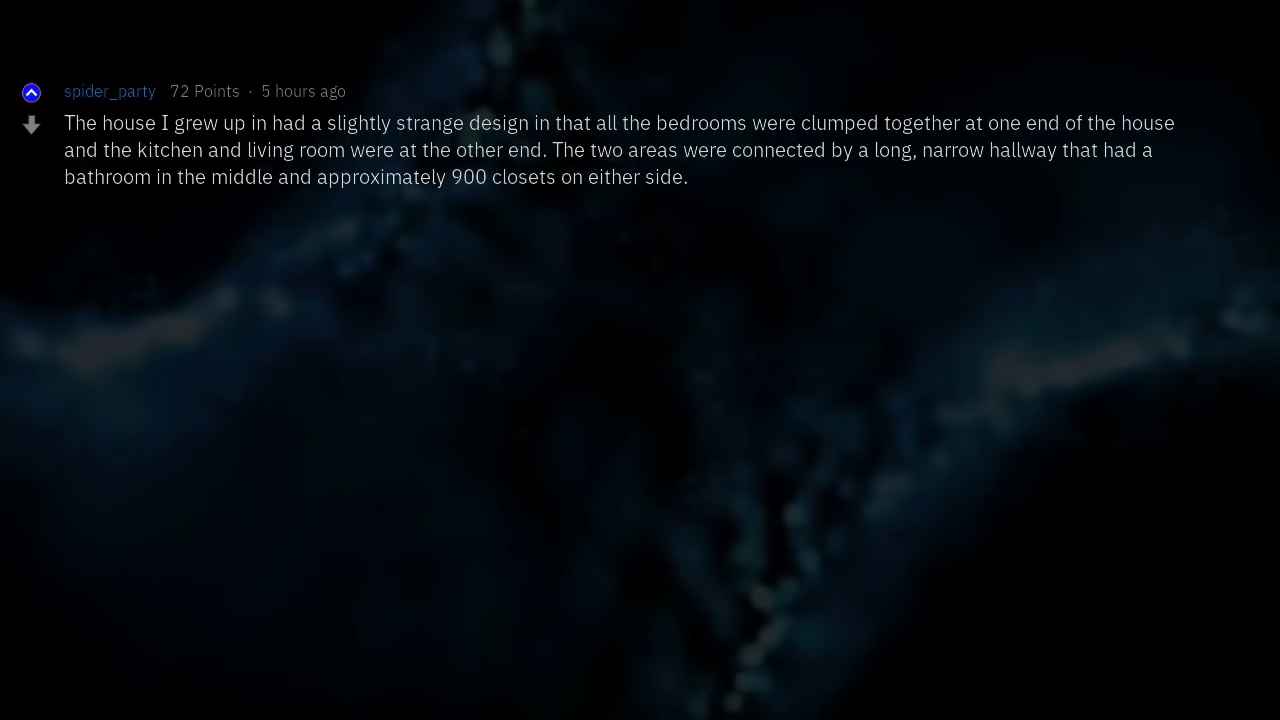 spider_party 72 Points · 5 hours ago
The house I grew up in had a slightly strange design in that all the bedrooms were clumped together at one end of the house
and the kitchen and living room were at the other end. The two areas were connected by a long, narrow hallway that had a
bathroom in the middle and approximately 900 closets on either side.